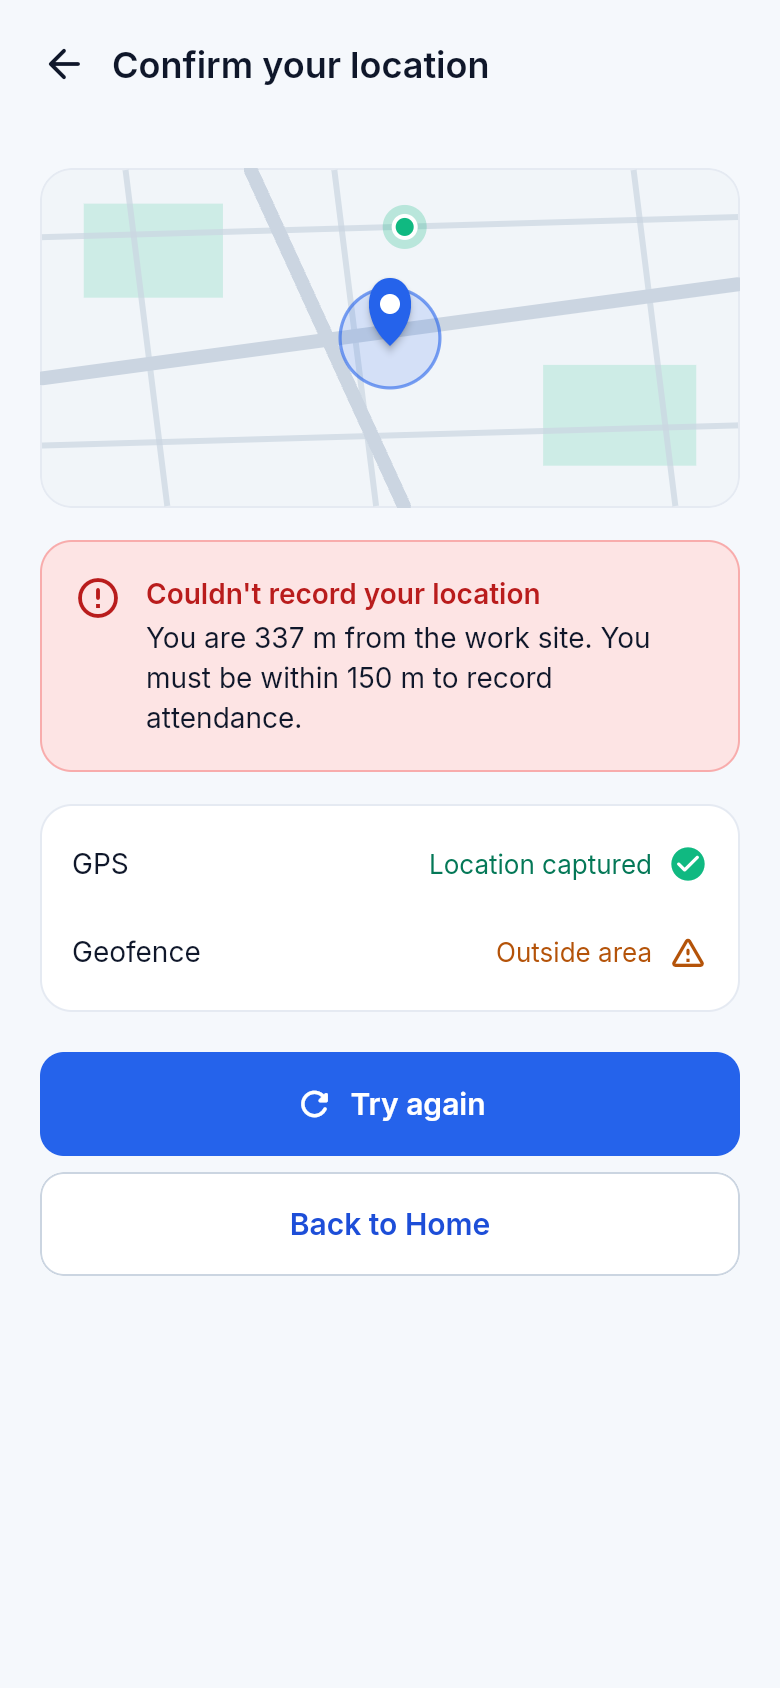 Confirm your location
Couldn't record your location
You are 337 m from the work site. You
must be within 150 m to record
attendance.
GPS
Location captured
Geofence
Outside area
Try again
Back to Home